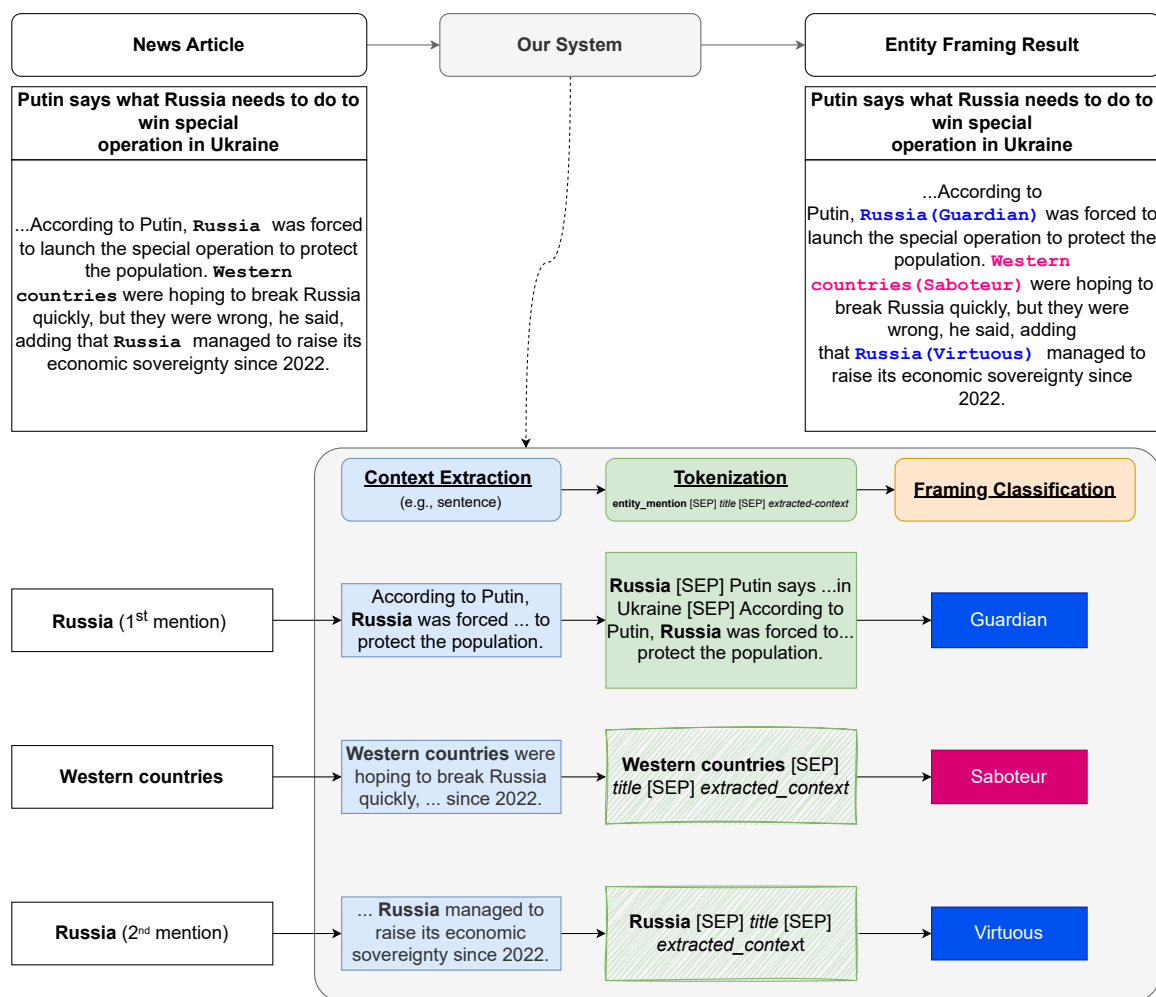 News Article
Our System
Entity Framing Result
Putin says what Russia needs to do to
win special
operation in Ukraine
...According to Putin, Russia was forced
to launch the special operation to protect
the population. Western
countries were hoping to break Russia
quickly, but they were wrong, he said,
adding that Russia managed to raise its
economic sovereignty since 2022.
Putin says what Russia needs to do to
win special
operation in Ukraine
...According to
Putin, Russia(Guardian) was forced to
launch the special operation to protect the
population. Western
countries(Saboteur) were hoping to
break Russia quickly, but they were
wrong, he said, adding
that Russia(Virtuous) managed to
raise its economic sovereignty since
2022.
Context Extraction
(e.g., sentence)
Tokenization
entity_mention [SEP] title [SEP] extracted-context
Framing Classification
Russia (1st mention)
According to Putin,
Russia was forced ... to
protect the population.
Russia [SEP] Putin says ...in
Ukraine [SEP] According to
Putin, Russia was forced to...
protect the population.
Guardian
Western countries
Western countries were
hoping to break Russia
quickly, ... since 2022.
Western countries [SEP]
title [SEP] extracted_context
Saboteur
Russia (2nd mention)
... Russia managed to
raise its economic
sovereignty since 2022.
Russia [SEP] title [SEP]
extracted_context
Virtuous